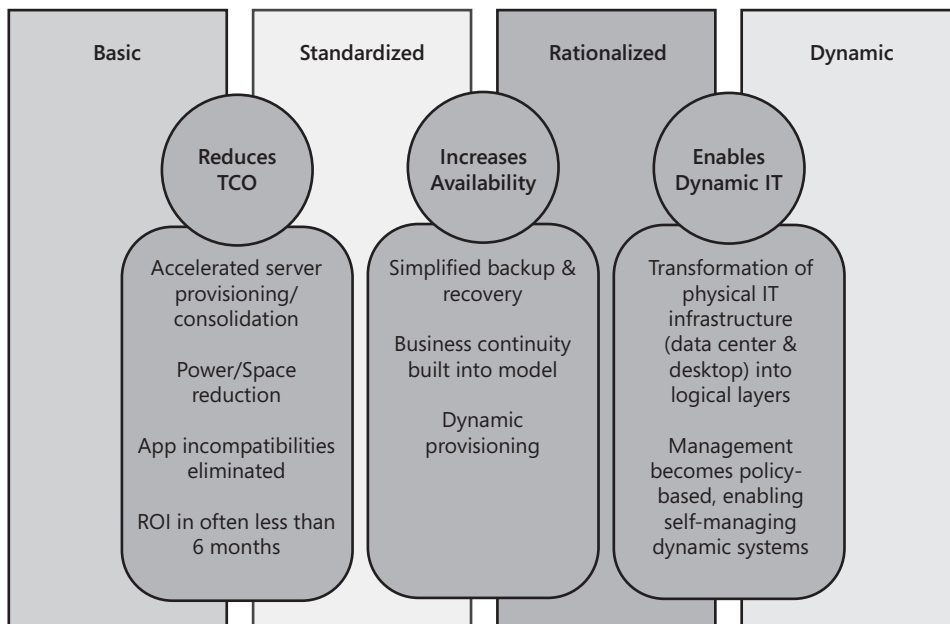 Basic
Standardized
Rationalized
Dynamic
Reduces
TCO
Accelerated server
provisioning/
consolidation
Power/Space
reduction
App incompatibilities
eliminated
ROI in often less than
6 months
Increases
Availability
Simplified backup &
recovery
Business continuity
built into model
Dynamic
provisioning
Enables
Dynamic IT
Transformation of
physical IT
infrastructure
(data center &
desktop) into
logical layers
Management
becomes policy-
based, enabling
self-managing
dynamic systems